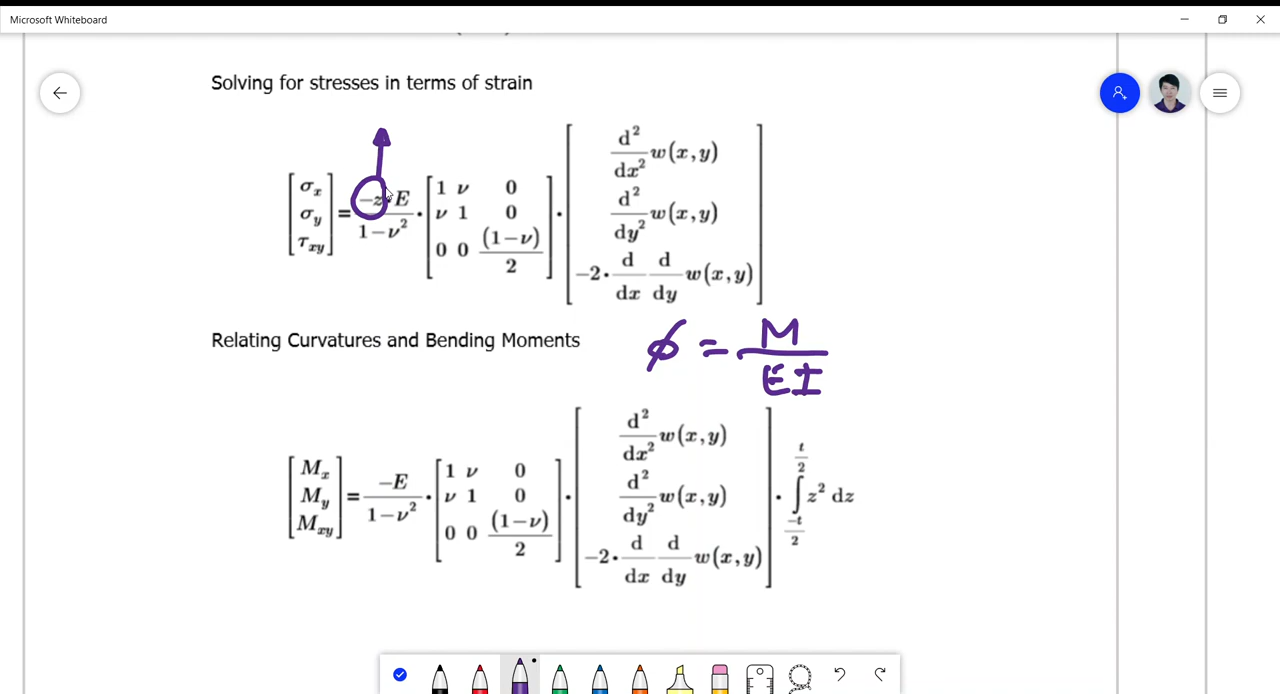 Microsoft Whiteboard
Solving for stresses in terms of strain
[σx σy τxy] = −z·E / 1−ν² · [1 ν 0; ν 1 0; 0 0 (1−ν)/2] · [d²/dx² w(x,y); d²/dy² w(x,y); −2· d/dx d/dy w(x,y)]
Relating Curvatures and Bending Moments
ϕ = M / EI
[Mx My Mxy] = −E / 1−ν² · [1 ν 0; ν 1 0; 0 0 (1−ν)/2] · [d²/dx² w(x,y); d²/dy² w(x,y); −2· d/dx d/dy w(x,y)] · ∫ −t/2 t/2 z² dz